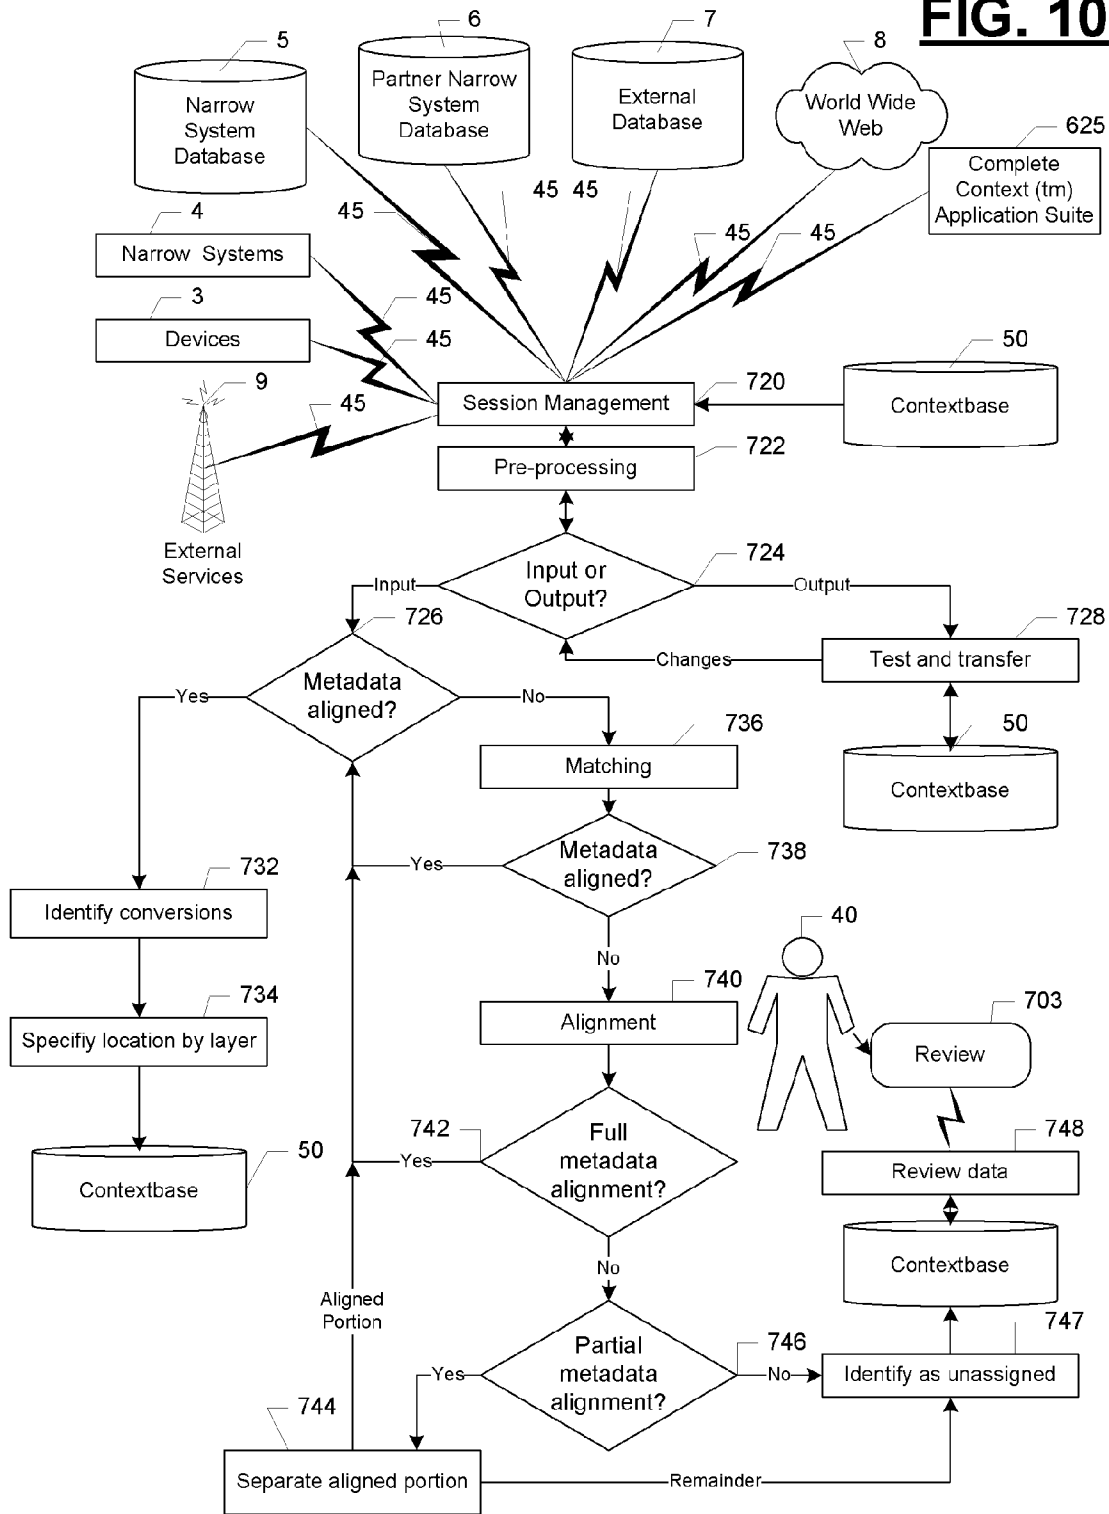 FIG. 10
5
6
7
8
625
Narrow
System
Database
Partner Narrow
System
Database
External
Database
World Wide
Web
Complete
Context (tm)
Application Suite
45
45
45
45
45
4
Narrow Systems
3
Devices
45
45
9
45
External
Services
Session Management
720
50
Contextbase
Pre-processing
722
Input or
Output?
724
Input
Output
726
Metadata
aligned?
Changes
Test and transfer
728
Yes
No
736
Matching
50
Contextbase
Metadata
aligned?
738
Yes
732
Identify conversions
No
40
734
Specifiy location by layer
740
Alignment
703
Review
50
Contextbase
742
Yes
Full
metadata
alignment?
748
Review data
Contextbase
No
Aligned
Portion
Partial
metadata
alignment?
746
Yes
No
747
Identify as unassigned
744
Separate aligned portion
Remainder